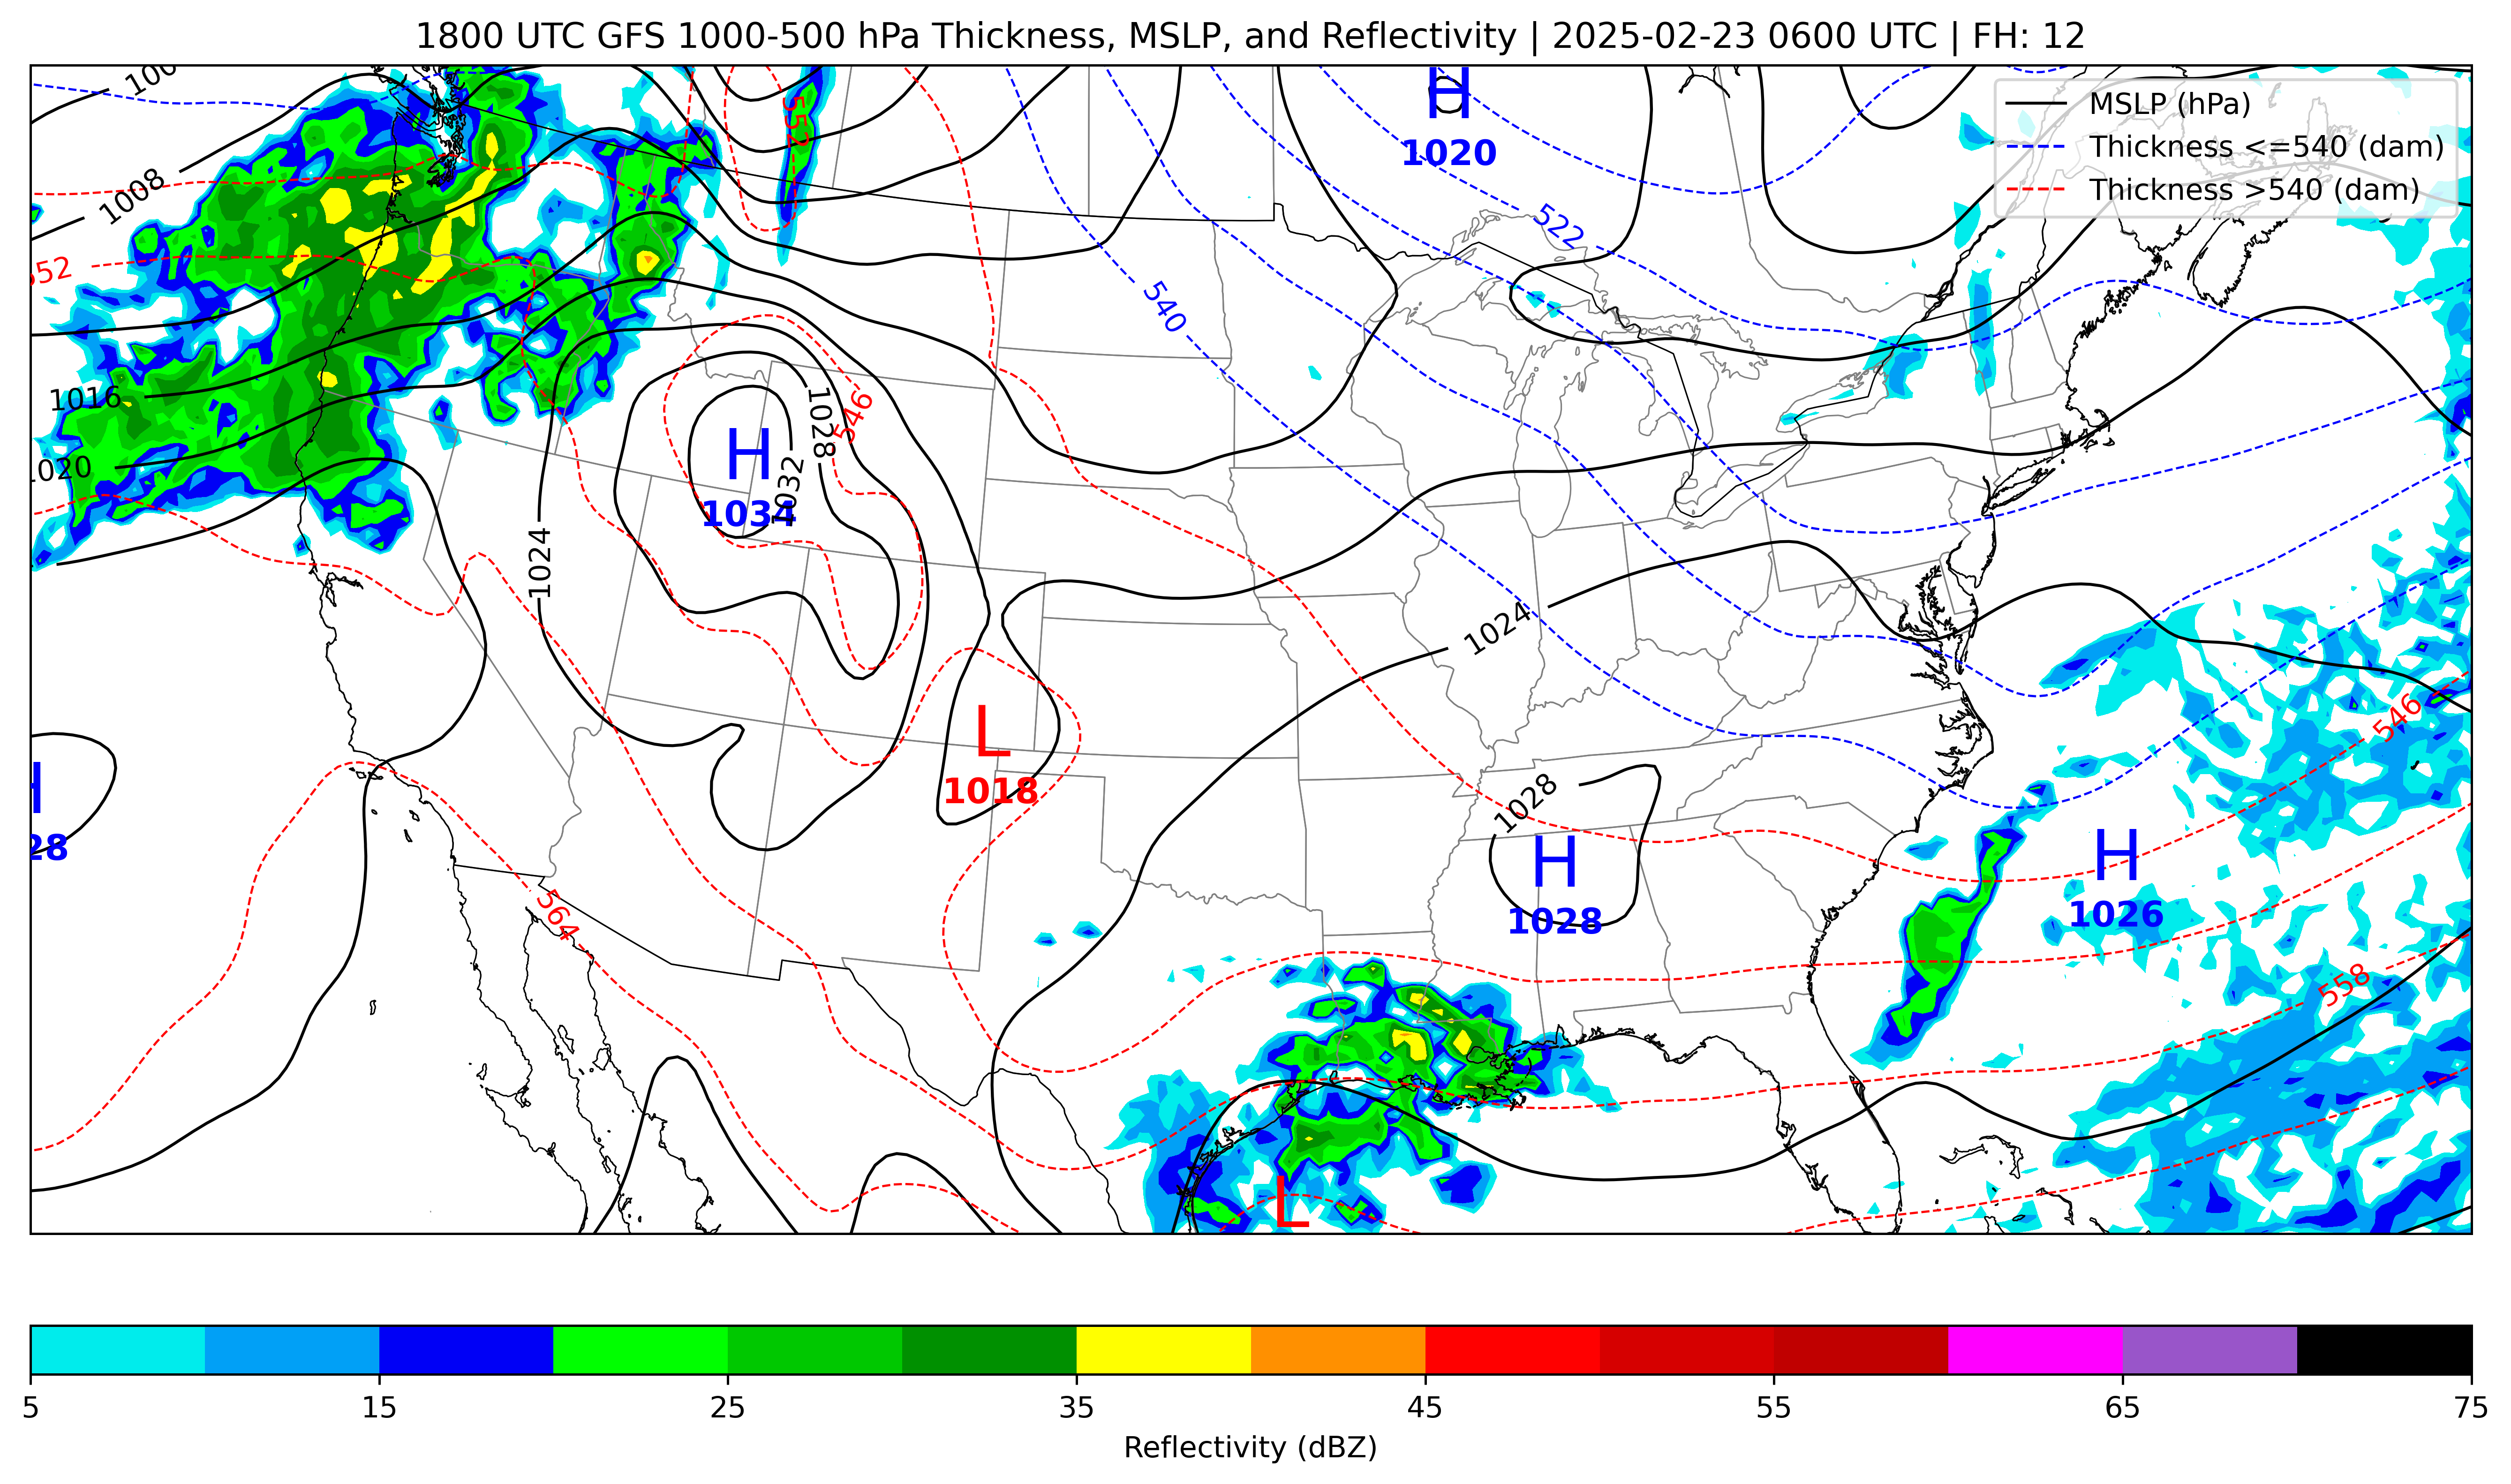 1800 UTC GFS 1000-500 hPa Thickness, MSLP, and Reflectivity | 2025-02-23 0600 UTC | FH: 12
MSLP (hPa)
Thickness <=540 (dam)
Thickness >540 (dam)
H
1020
1008
522
552
540
1016
1028
546
H
1032
1034
1020
1024
1024
546
L
1018
H
1028
H
1028
H
1026
564
558
L
5 15 25 35 45 55 65 75
Reflectivity (dBZ)